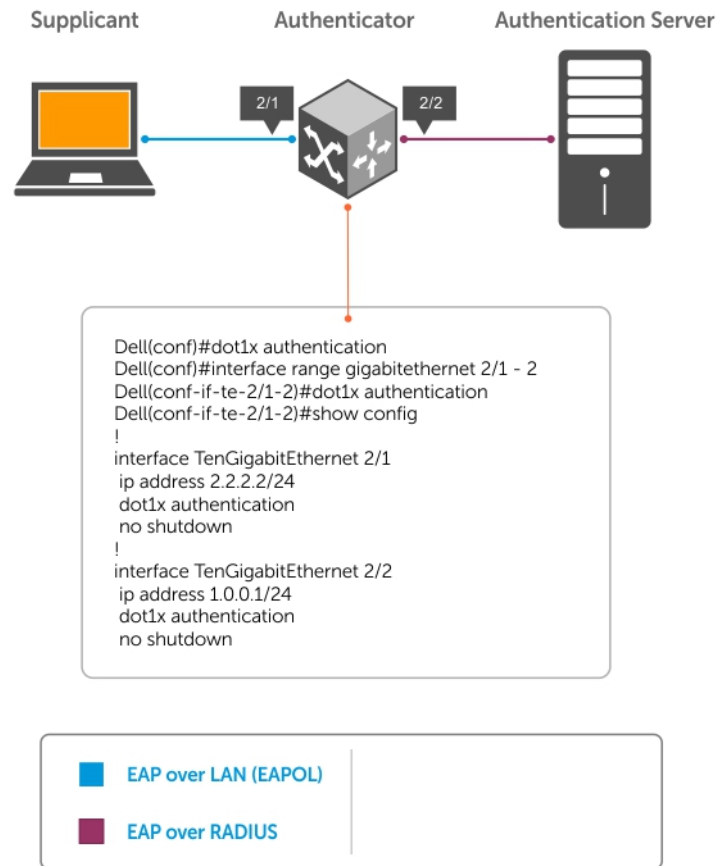 Supplicant
Authenticator
Authentication Server
2/1
2/2
Dell(conf)#dot1x authentication
Dell(conf)#interface range gigabitethernet 2/1 - 2
Dell(conf-if-te-2/1-2)#dot1x authentication
Dell(conf-if-te-2/1-2)#show config
!
interface TenGigabitEthernet 2/1
ip address 2.2.2.2/24
dot1x authentication
no shutdown
!
interface TenGigabitEthernet 2/2
ip address 1.0.0.1/24
dot1x authentication
no shutdown
EAP over LAN (EAPOL)
EAP over RADIUS